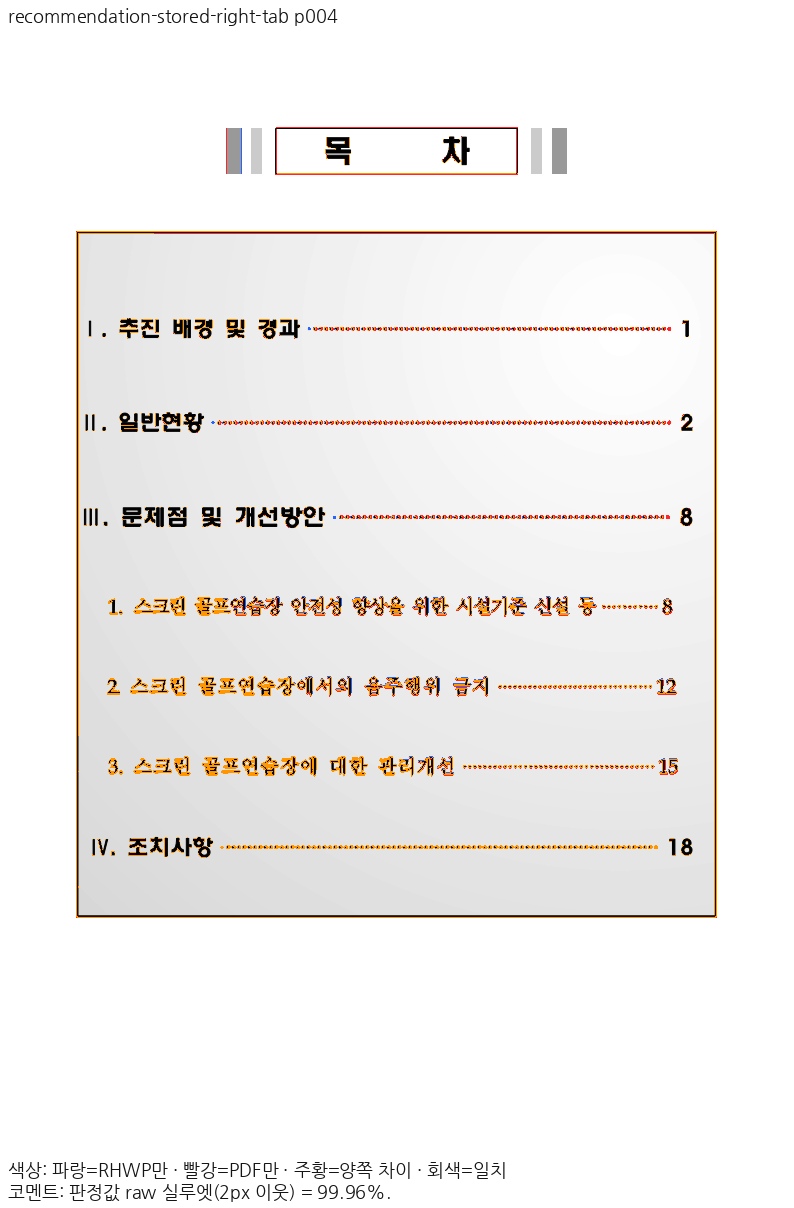 recommendation-stored-right-tab p004
목 차
Ⅰ. 추진 배경 및 경과 1
Ⅱ. 일반현황 2
Ⅲ. 문제점 및 개선방안 8
1. 스크린 골프연습장 안전성 향상을 위한 시설기준 신설 등 8
2. 스크린 골프연습장에서의 음주행위 금지 12
3. 스크린 골프연습장에 대한 관리개선 15
Ⅳ. 조치사항 18
색상: 파랑=RHWP만 · 빨강=PDF만 · 주황=양쪽 차이 · 회색=일치
코멘트: 판정값 raw 실루엣(2px 이웃) = 99.96%.